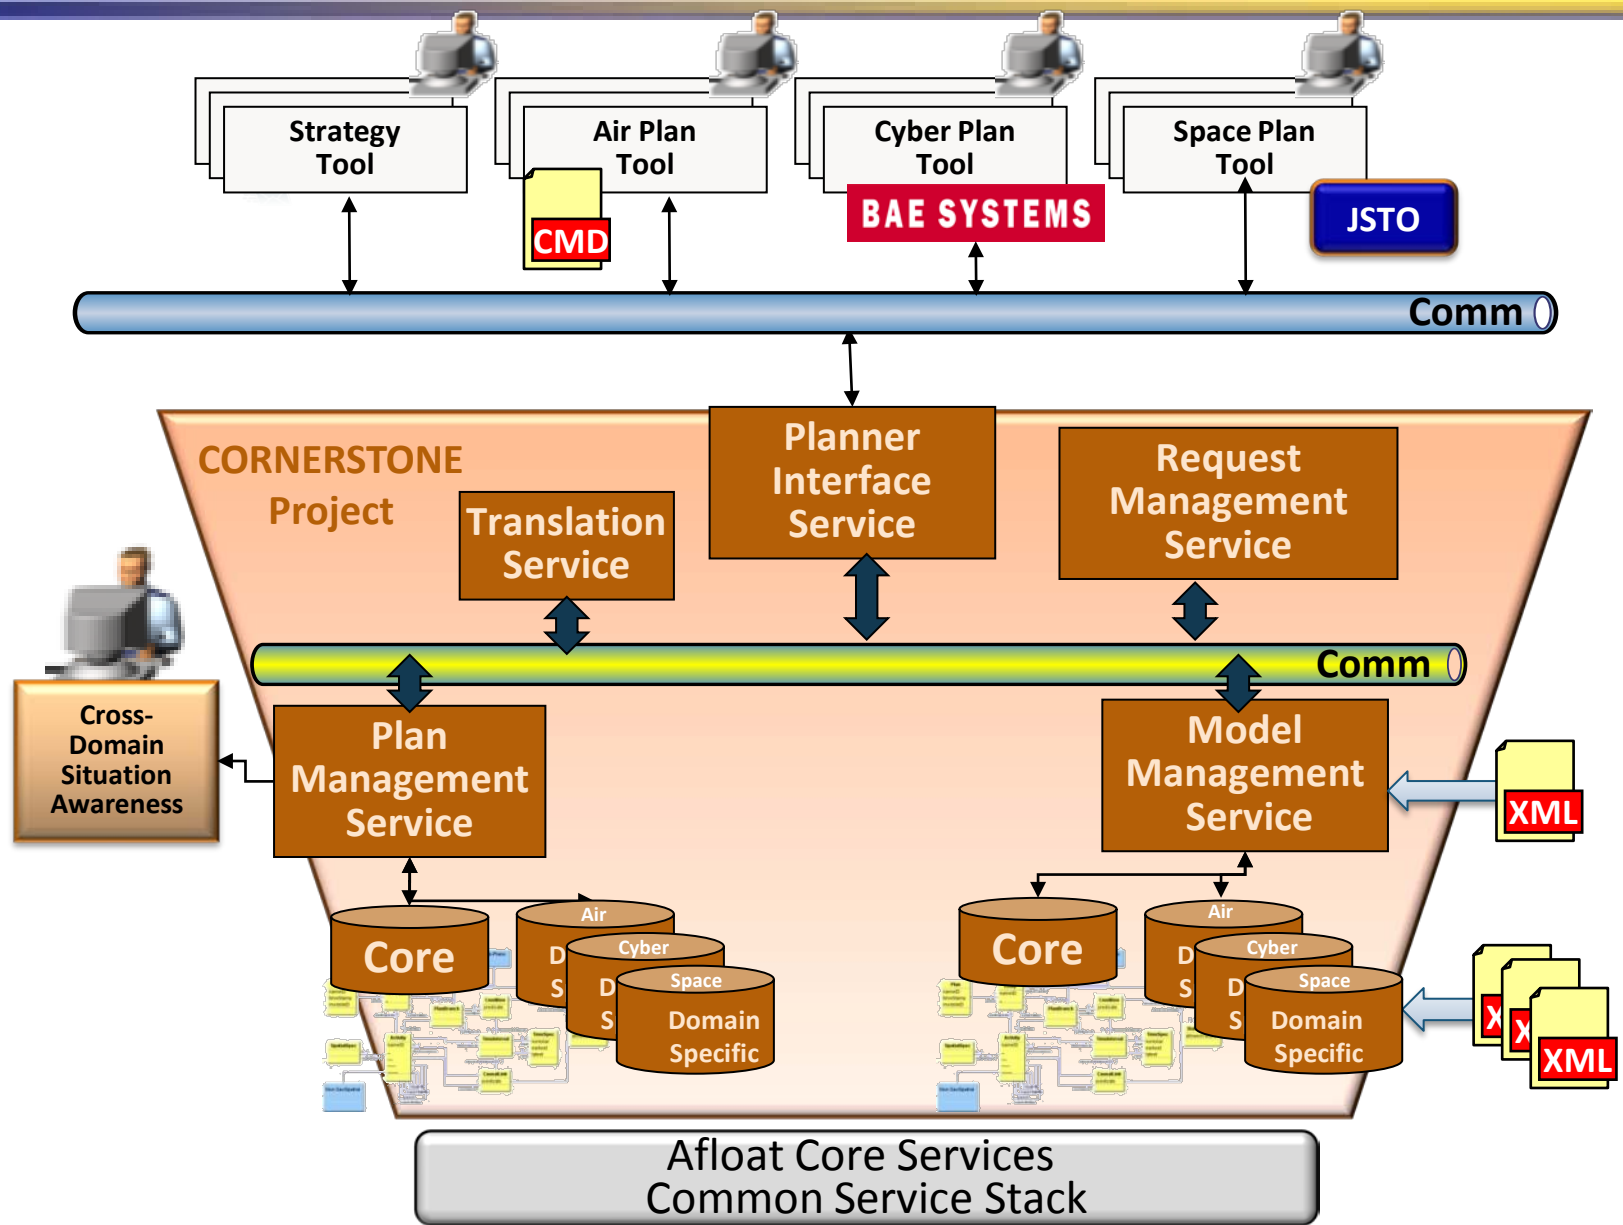 Strategy
Tool
Air Plan
Tool
CMD
Cyber Plan
Tool
BAE SYSTEMS
Space Plan
Tool
JSTO
Comm
CORNERSTONE
Project
Translation
Service
Planner
Interface
Service
Request
Management
Service
Comm
Cross-
Domain
Situation
Awareness
Plan
Management
Service
Model
Management
Service
XML
Core
Air
D
S
Cyber
D
S
Space
Domain
Specific
Core
Air
D
S
Cyber
D
S
Space
Domain
Specific
X
X
XML
Afloat Core Services
Common Service Stack